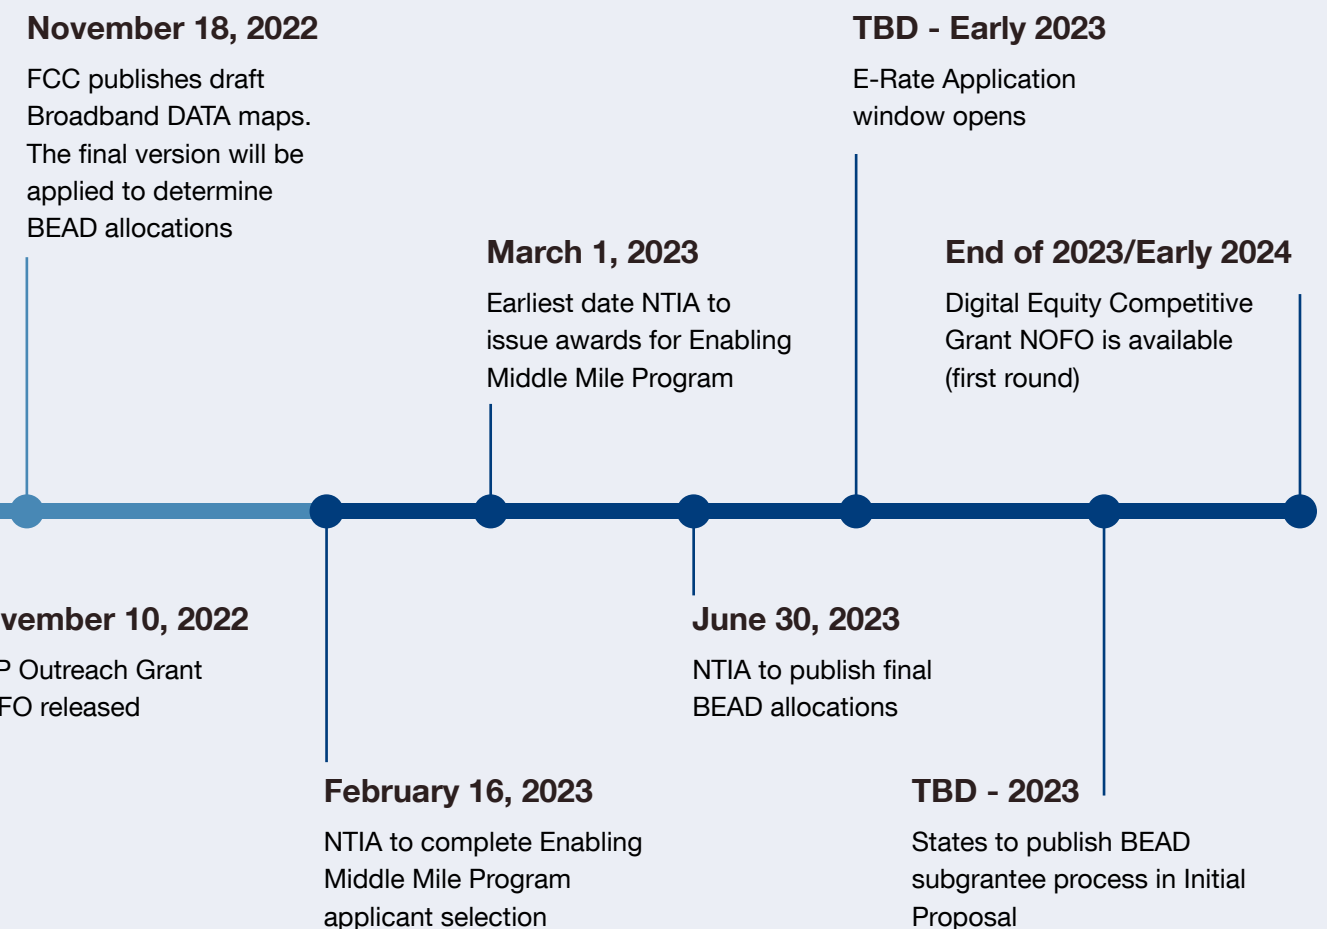 November 18, 2022
FCC publishes draft
Broadband DATA maps.
The final version will be
applied to determine
BEAD allocations
TBD - Early 2023
E-Rate Application
window opens
March 1, 2023
Earliest date NTIA to
issue awards for Enabling
Middle Mile Program
End of 2023/Early 2024
Digital Equity Competitive
Grant NOFO is available
(first round)
vember 10, 2022
P Outreach Grant
FO released
June 30, 2023
NTIA to publish final
BEAD allocations
February 16, 2023
NTIA to complete Enabling
Middle Mile Program
applicant selection
TBD - 2023
States to publish BEAD
subgrantee process in Initial
Proposal